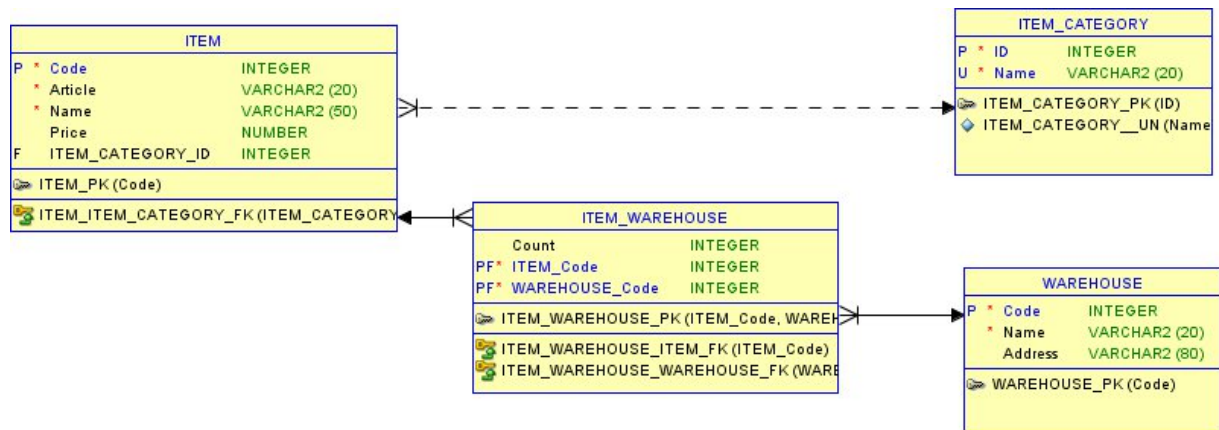 ITEM
P * Code INTEGER
* Article VARCHAR2 (20)
* Name VARCHAR2 (50)
Price NUMBER
F ITEM_CATEGORY_ID INTEGER
ITEM_PK (Code)
ITEM_ITEM_CATEGORY_FK (ITEM_CATEGORY
ITEM_CATEGORY
P * ID INTEGER
U * Name VARCHAR2 (20)
ITEM_CATEGORY_PK (ID)
ITEM_CATEGORY__UN (Name
ITEM_WAREHOUSE
Count INTEGER
PF* ITEM_Code INTEGER
PF* WAREHOUSE_Code INTEGER
ITEM_WAREHOUSE_PK (ITEM_Code, WAREH
ITEM_WAREHOUSE_ITEM_FK (ITEM_Code)
ITEM_WAREHOUSE_WAREHOUSE_FK (WARE
WAREHOUSE
P * Code INTEGER
* Name VARCHAR2 (20)
Address VARCHAR2 (80)
WAREHOUSE_PK (Code)